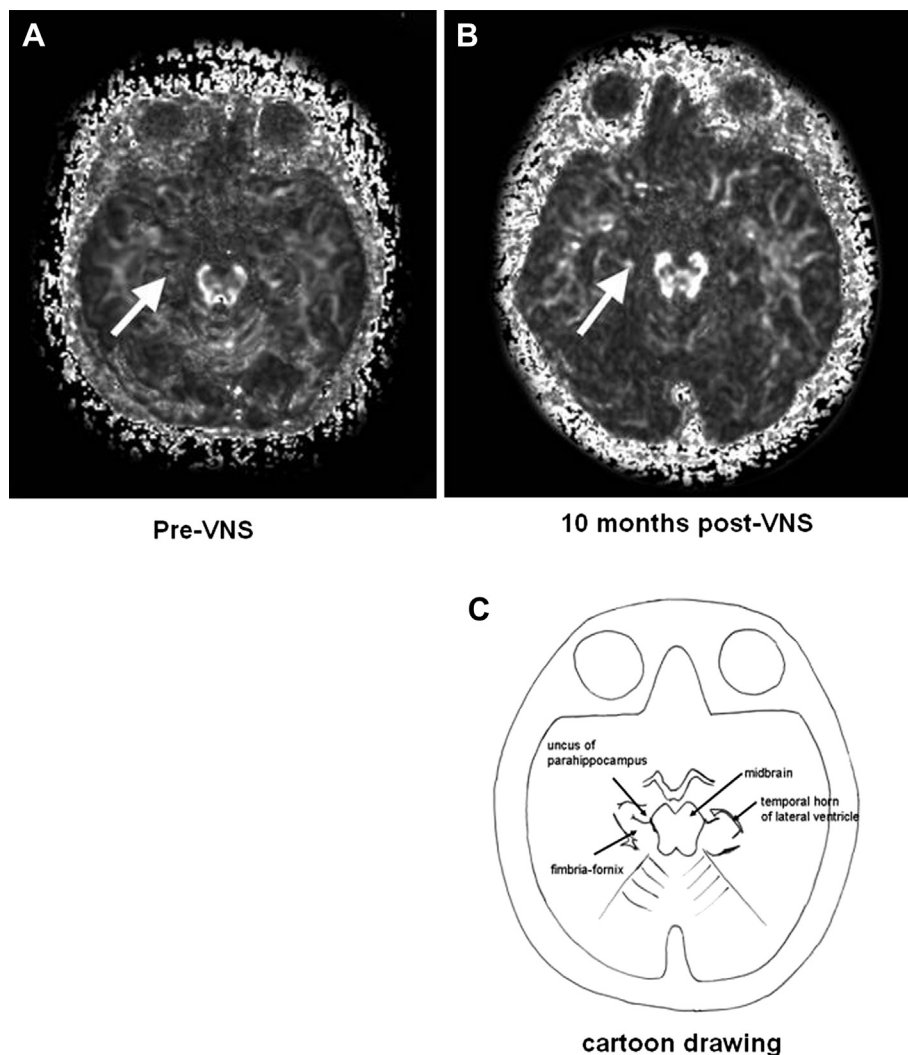 A
B
Pre-VNS
10 months post-VNS
C
uncus of
parahippocampus
midbrain
temporal horn
of lateral ventricle
fimbria-fornix
cartoon drawing